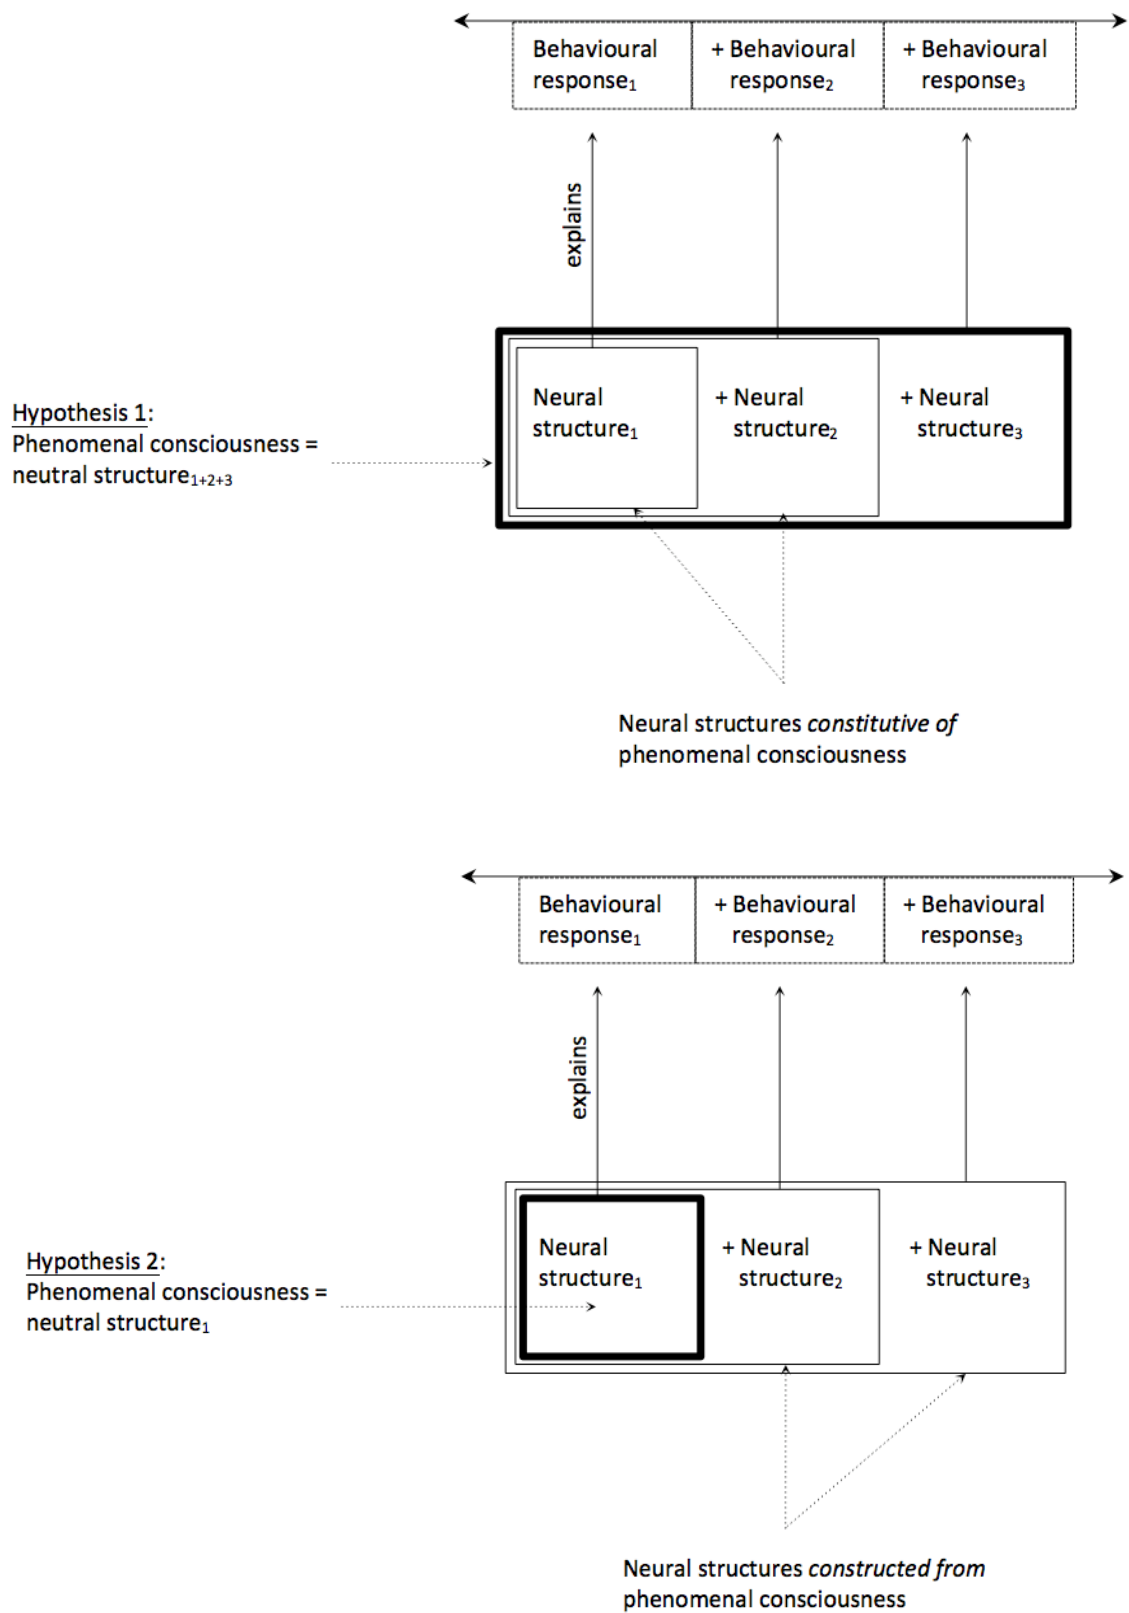 Behavioural + Behavioural + Behavioural
response₁ response₂ response₃
explains
Neural + Neural + Neural
structure₁ structure₂ structure₃
Hypothesis 1:
Phenomenal consciousness =
neutral structure₁₊₂₊₃
Neural structures constitutive of
phenomenal consciousness
Behavioural + Behavioural + Behavioural
response₁ response₂ response₃
explains
Neural + Neural + Neural
structure₁ structure₂ structure₃
Hypothesis 2:
Phenomenal consciousness =
neutral structure₁
Neural structures constructed from
phenomenal consciousness